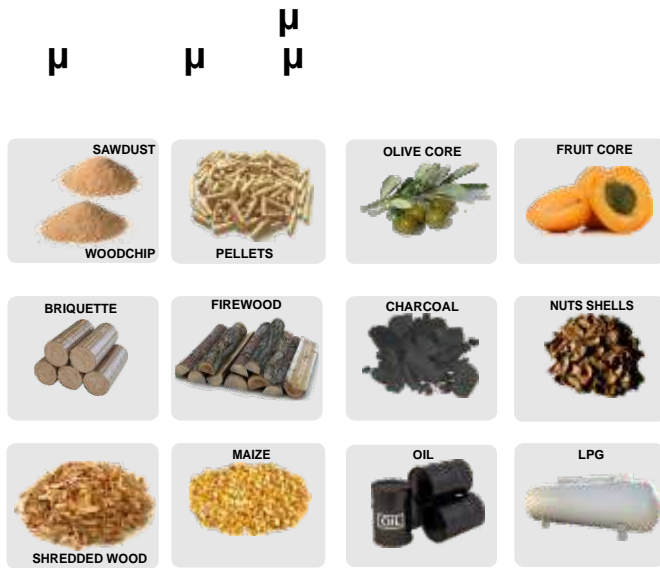 µ
µ µ µ
SAWDUST
WOODCHIP
PELLETS
OLIVE CORE
FRUIT CORE
BRIQUETTE
FIREWOOD
CHARCOAL
NUTS SHELLS
SHREDDED WOOD
MAIZE
OIL
OIL
LPG